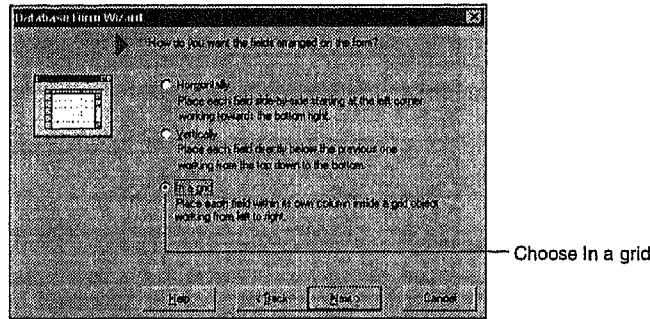 Database Form Wizard
How do you want the fields arranged on the form?
Horizontally
Place each field side-by-side starting at the left corner
working towards the bottom right.
Vertically
Place each field directly below the previous one
working from the top down to the bottom.
In a grid
Place each field within its own column inside a grid object
working from left to right.
Choose In a grid
Help
< Back
Next >
Cancel